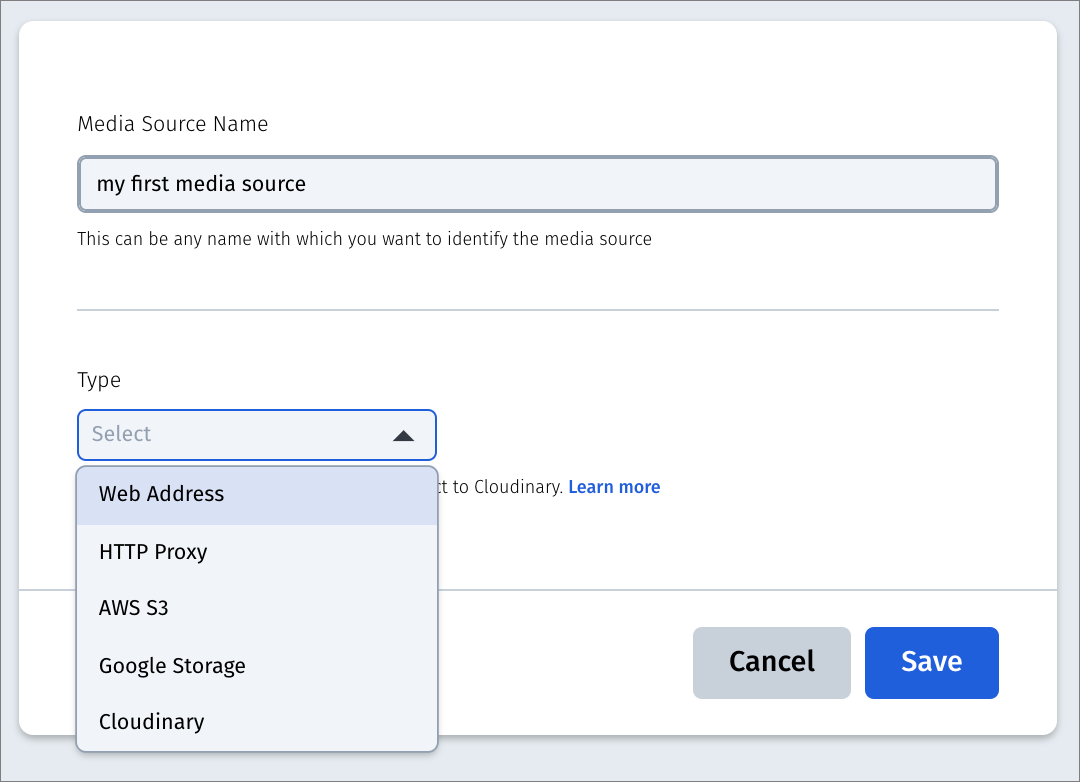 Media Source Name
my first media source
This can be any name with which you want to identify the media source
Type
Select
to Cloudinary. Learn more
Web Address
HTTP Proxy
AWS S3
Google Storage
Cloudinary
Cancel
Save